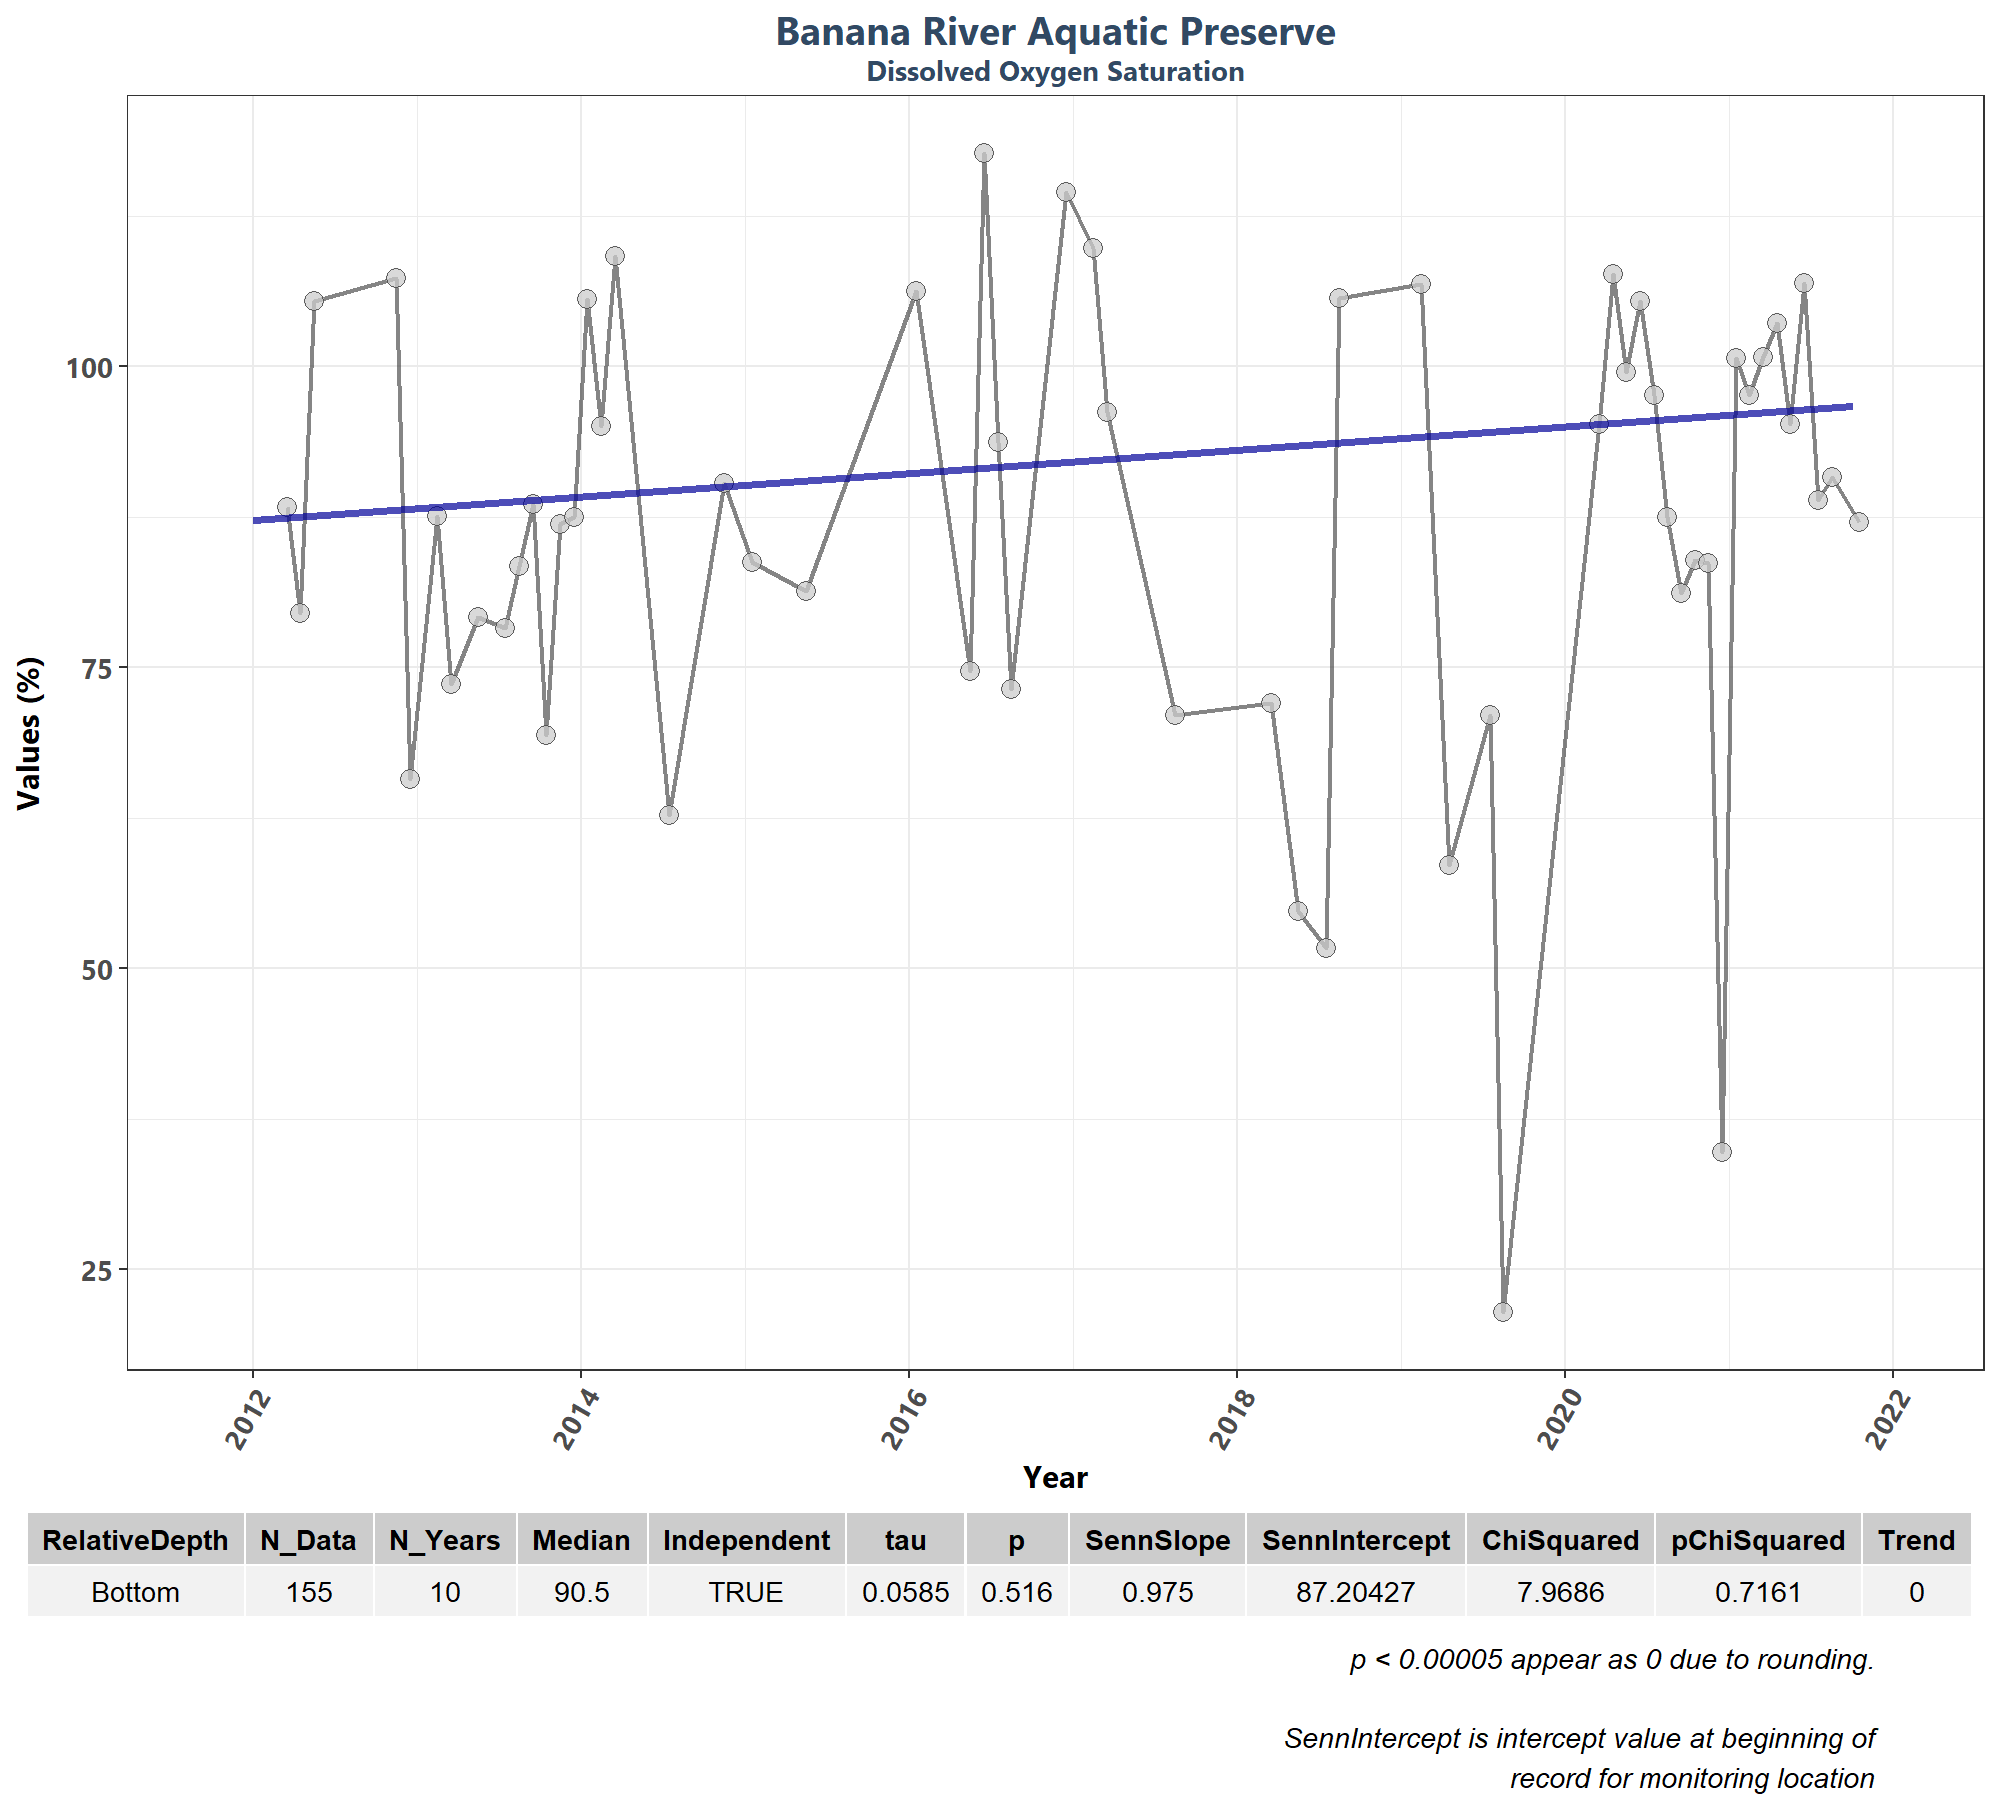 Banana River Aquatic Preserve
Dissolved Oxygen Saturation
Values (%)
100
75
50
25
2012
2014
2016
2018
2020
2022
Year
RelativeDepth N_Data N_Years Median Independent tau p SennSlope SennIntercept ChiSquared pChiSquared Trend
Bottom 155 10 90.5 TRUE 0.0585 0.516 0.975 87.20427 7.9686 0.7161 0
p < 0.00005 appear as 0 due to rounding.
SennIntercept is intercept value at beginning of
record for monitoring location